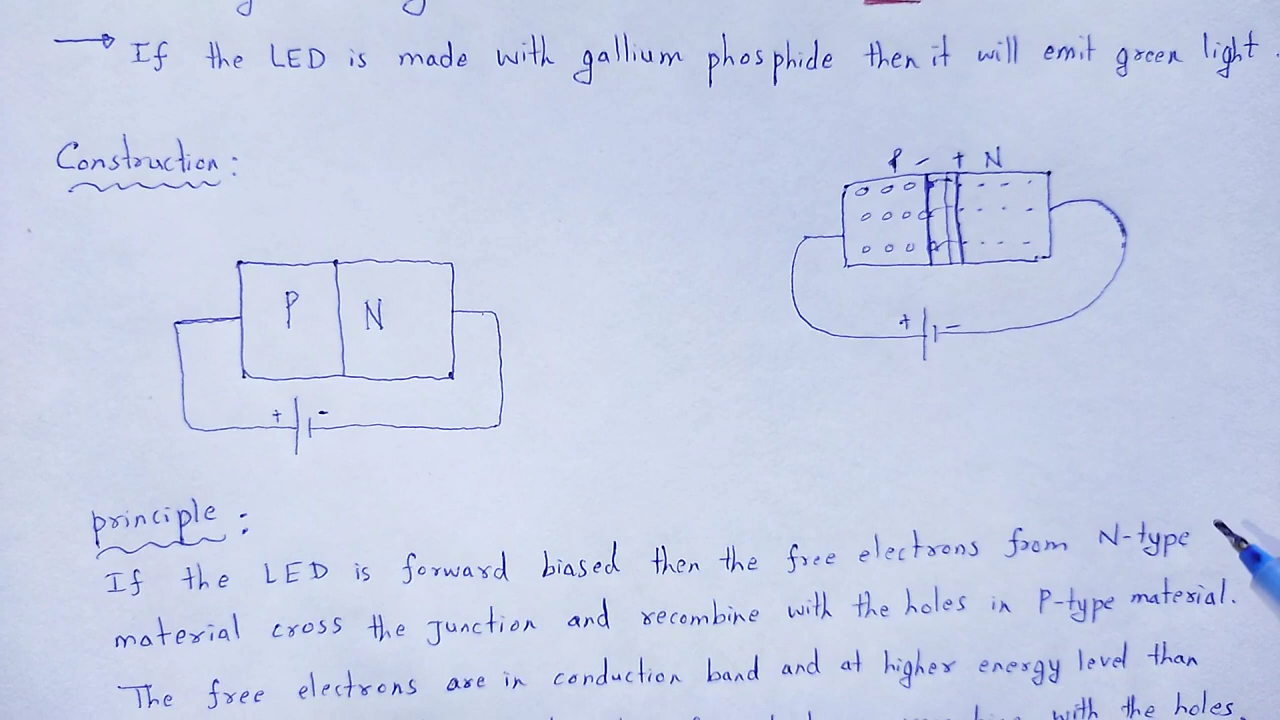 → If the LED is made with gallium phosphide then it will emit green light.
Construction:
P - + N
+ -
P N
+ -
principle:
If the LED is forward biased then the free electrons from N-type
material cross the junction and recombine with the holes in P-type material.
The free electrons are in conduction band and at higher energy level than
with the holes.